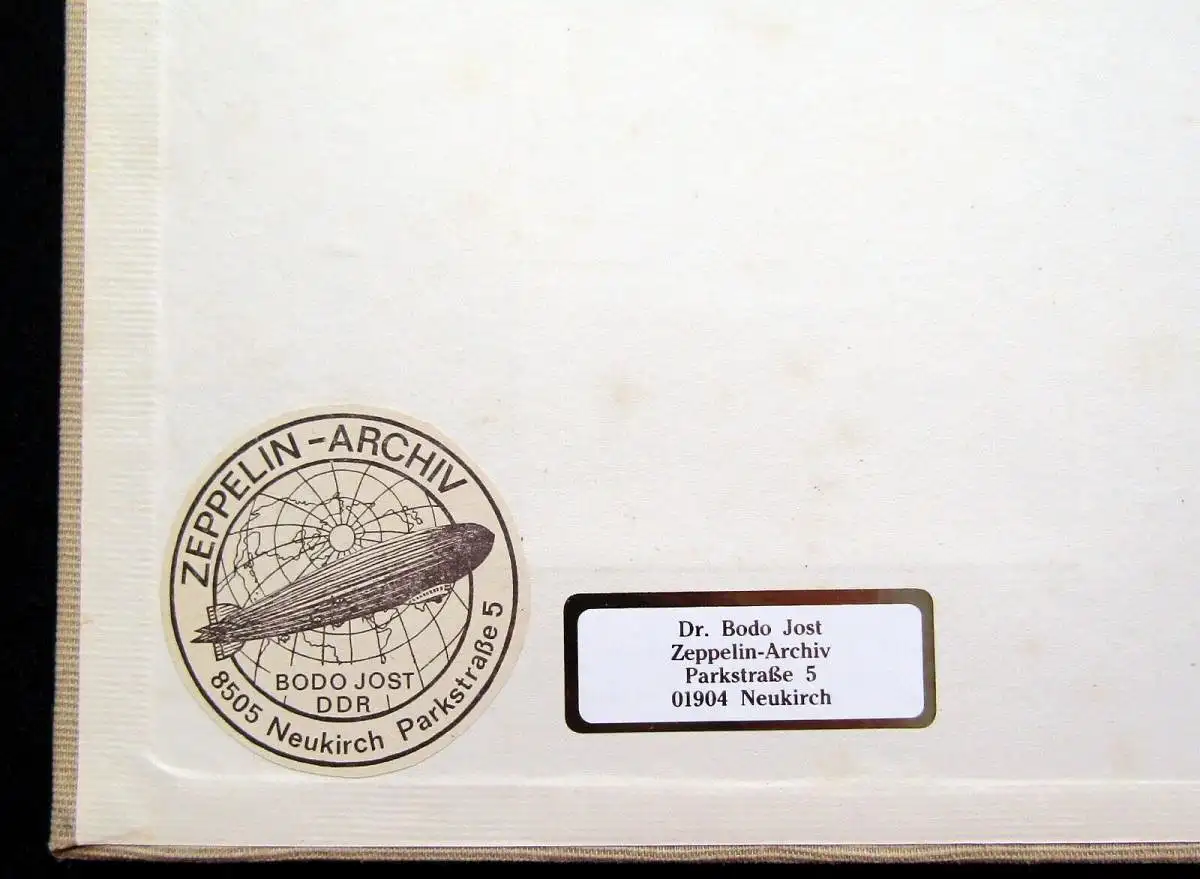 ZEPPELIN-ARCHIV
BODO JOST
DDR
8505 Neukirch Parkstraße 5
Dr. Bodo Jost
Zeppelin-Archiv
Parkstraße 5
01904 Neukirch